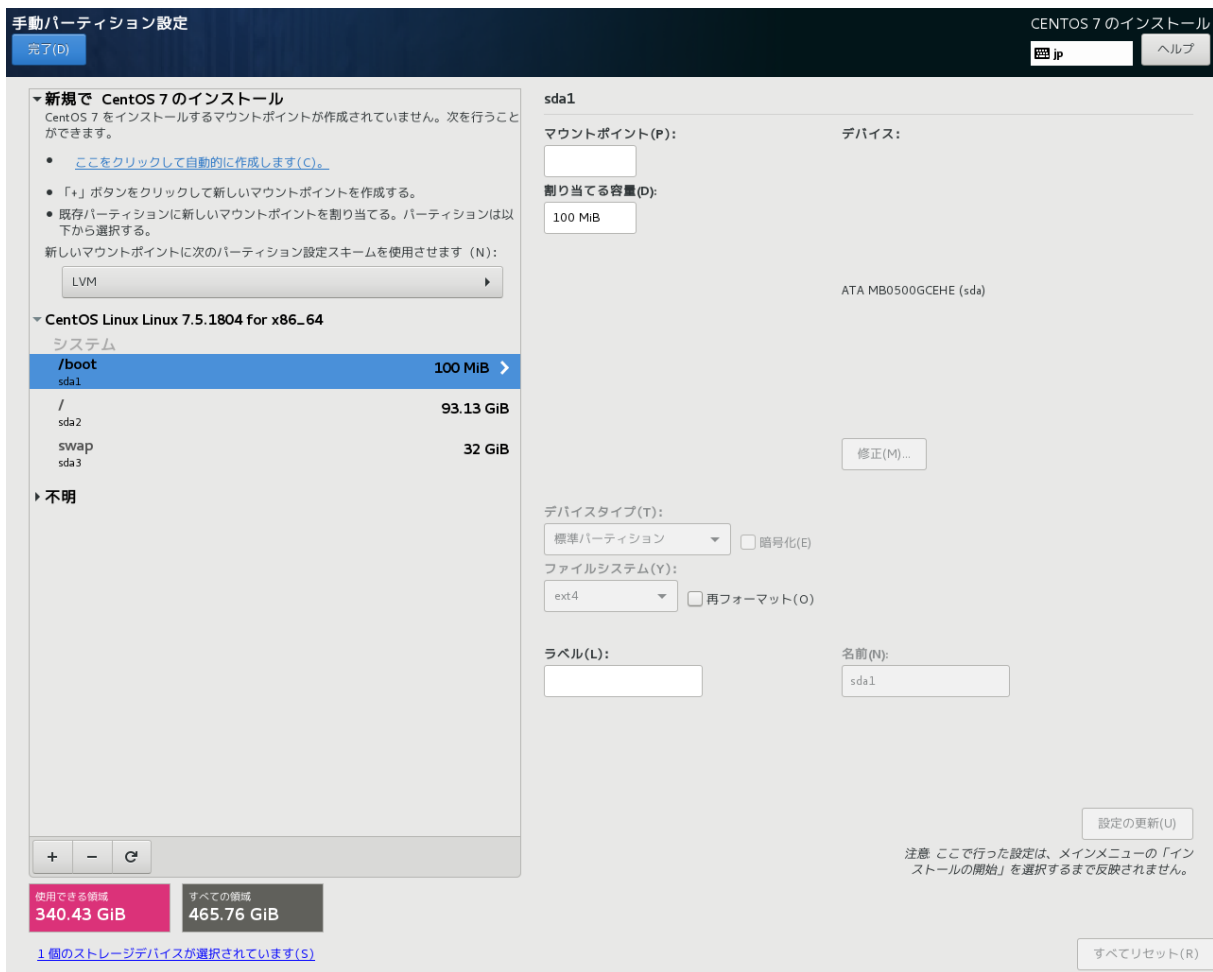 手動パーティション設定
完了(D)
CENTOS 7 のインストール
jp
ヘルプ
新規で CentOS 7 のインストール
CentOS 7 をインストールするマウントポイントが作成されていません。次を行うこと
ができます。
ここをクリックして自動的に作成します(C)。
「+」ボタンをクリックして新しいマウントポイントを作成する。
既存パーティションに新しいマウントポイントを割り当てる。パーティションは以
下から選択する。
新しいマウントポイントに次のパーティション設定スキームを使用させます (N):
LVM
CentOS Linux Linux 7.5.1804 for x86_64
システム
/boot
100 MiB
sda1
/
93.13 GiB
sda2
swap
32 GiB
sda3
不明
+ −
使用できる領域
340.43 GiB
すべての領域
465.76 GiB
1 個のストレージデバイスが選択されています(S)
sda1
マウントポイント(P):
デバイス:
割り当てる容量(D):
100 MiB
ATA MB0500GCEHE (sda)
修正(M)...
デバイスタイプ(T):
標準パーティション
暗号化(E)
ファイルシステム(Y):
ext4
再フォーマット(O)
ラベル(L):
名前(N):
sda1
設定の更新(U)
注意: ここで行った設定は、メインメニューの「イン
ストールの開始」を選択するまで反映されません。
すべてリセット(R)